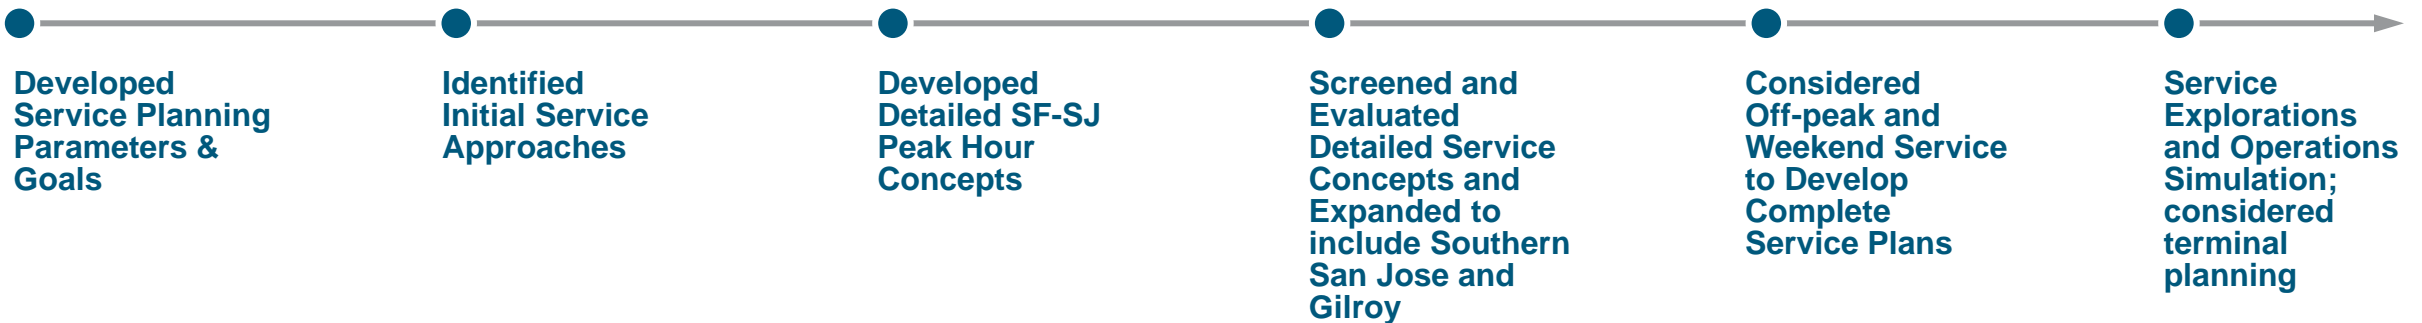 Developed
Service Planning
Parameters &
Goals
Identified
Initial Service
Approaches
Developed
Detailed SF-SJ
Peak Hour
Concepts
Screened and
Evaluated
Detailed Service
Concepts and
Expanded to
include Southern
San Jose and
Gilroy
Considered
Off-peak and
Weekend Service
to Develop
Complete
Service Plans
Service
Explorations
and Operations
Simulation;
considered
terminal
planning